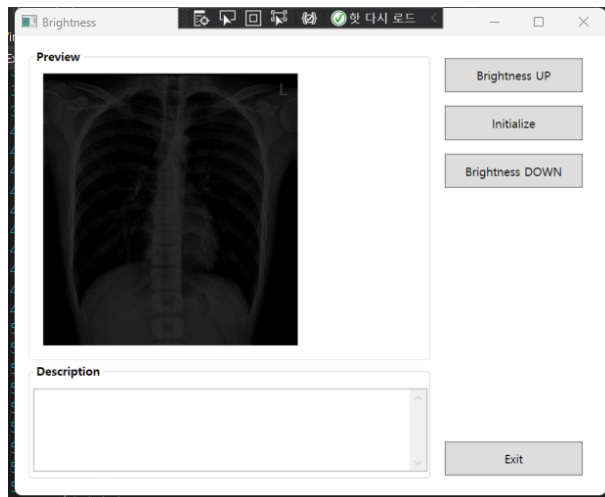 Brightness
핫 다시 로드
Preview
L
Brightness UP
Initialize
Brightness DOWN
Description
Exit